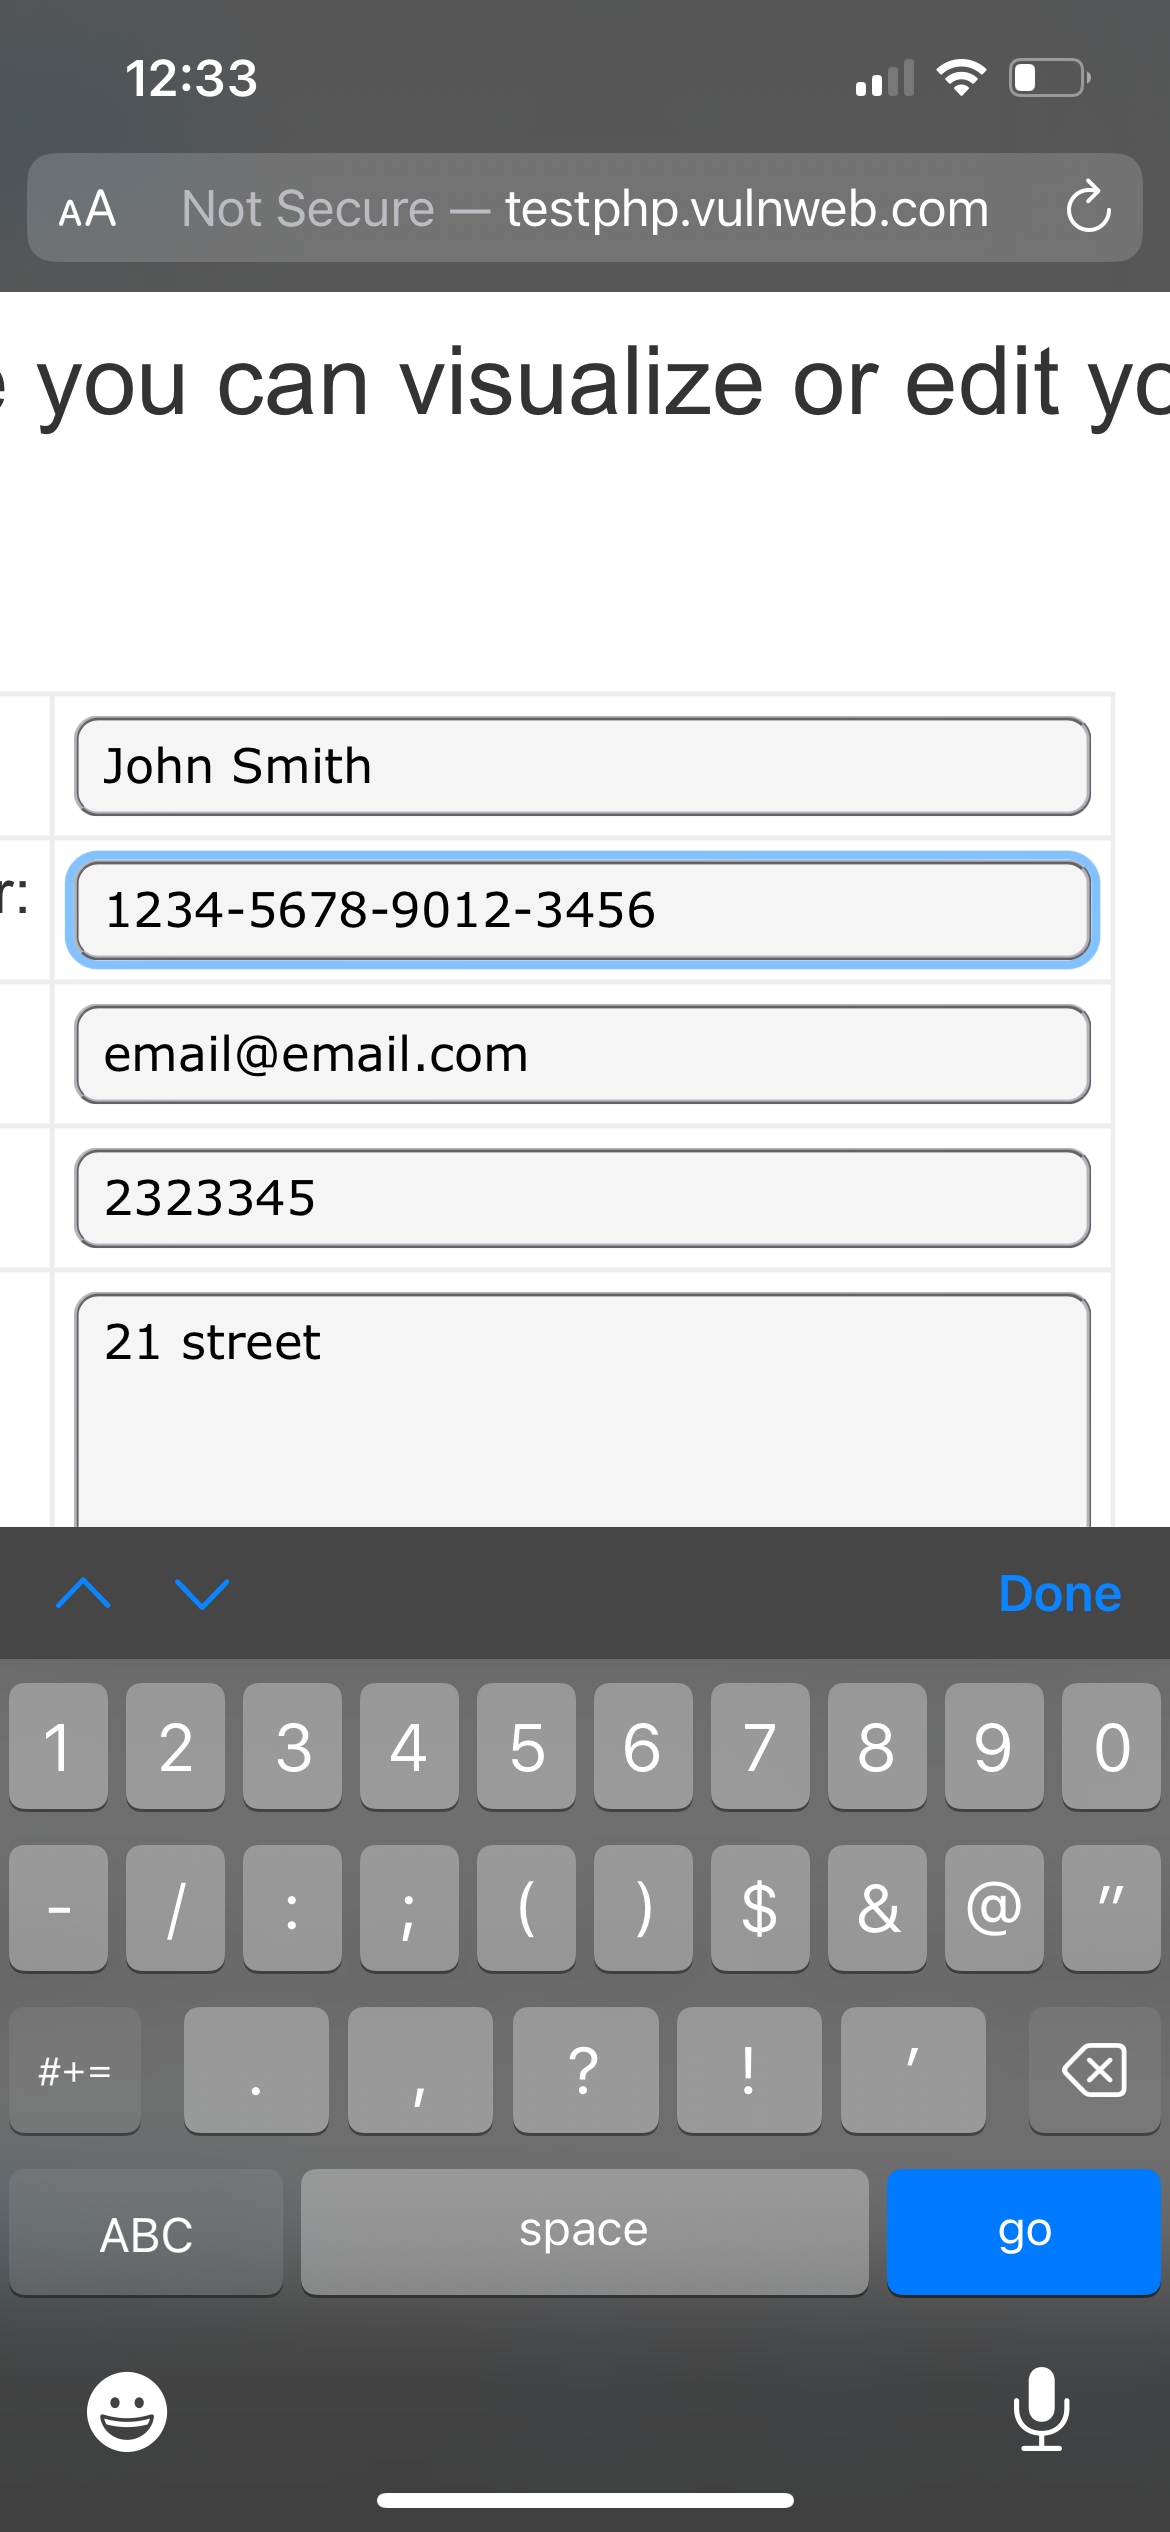 12:33
AA Not Secure — testphp.vulnweb.com
e you can visualize or edit yo
John Smith
r: 1234-5678-9012-3456
email@email.com
2323345
21 street
Done
1 2 3 4 5 6 7 8 9 0
- / : ; ( ) $ & @ "
#+= . , ? ! '
ABC space go